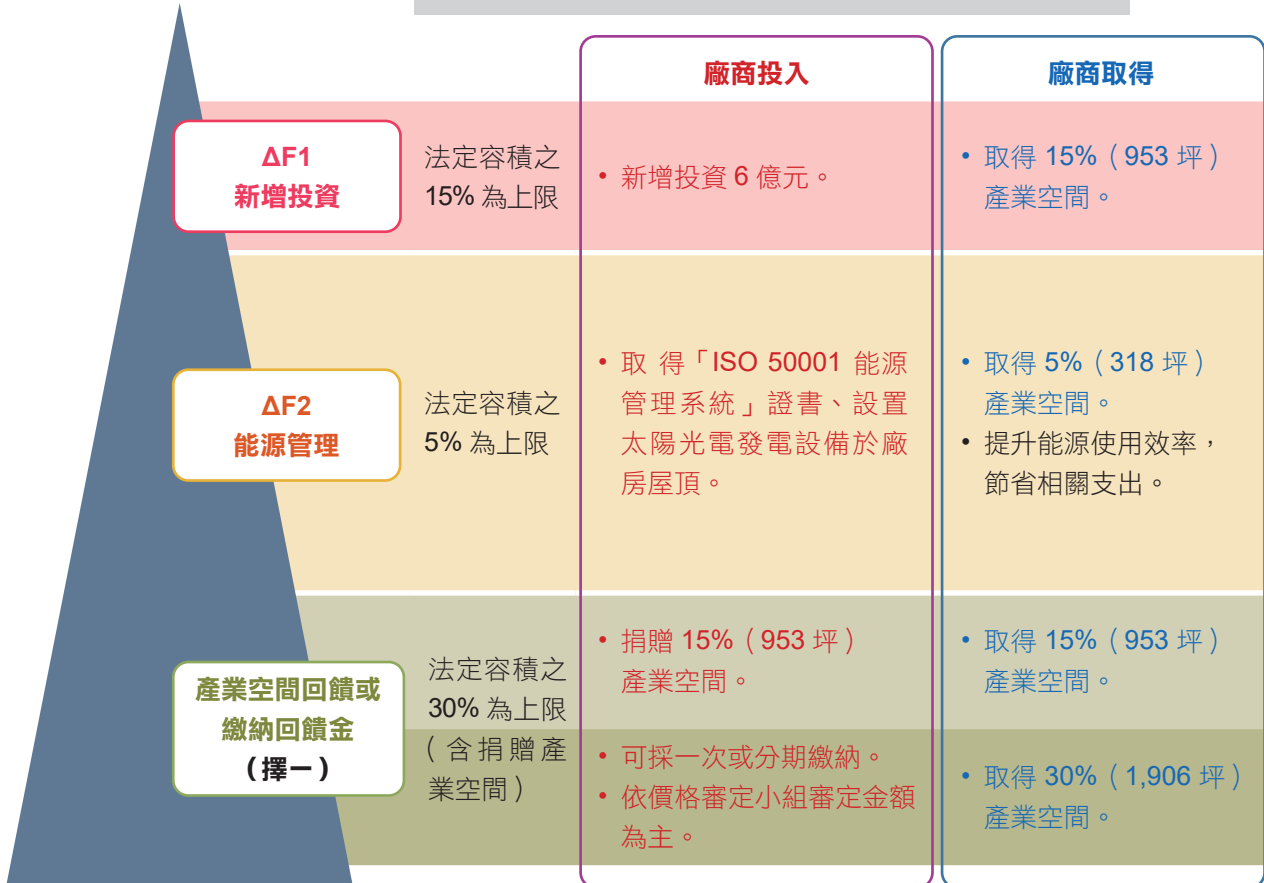 廠商投入
廠商取得
ΔF1
新增投資
法定容積之
15% 為上限
• 新增投資 6 億元。
• 取得 15%（953 坪）
產業空間。
ΔF2
能源管理
法定容積之
5% 為上限
• 取得「ISO 50001 能源
管理系統」證書、設置
太陽光電發電設備於廠
房屋頂。
• 取得 5%（318 坪）
產業空間。
• 提升能源使用效率，
節省相關支出。
產業空間回饋或
繳納回饋金
（擇一）
法定容積之
30% 為上限
（含捐贈產
業空間）
• 捐贈 15%（953 坪）
產業空間。
• 取得 15%（953 坪）
產業空間。
• 可採一次或分期繳納。
• 依價格審定小組審定金額
為主。
• 取得 30%（1,906 坪）
產業空間。